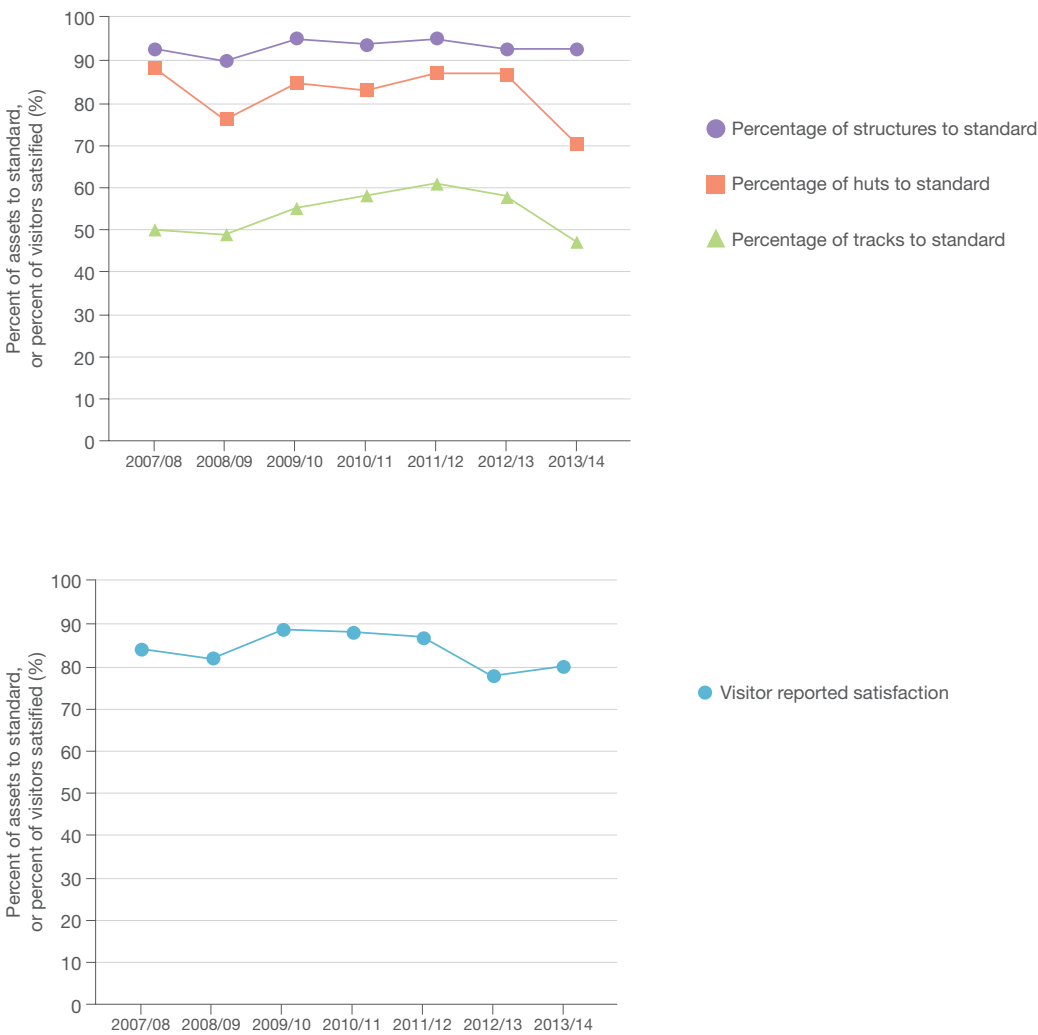 100
90
80
70
60
50
40
30
20
10
0
Percent of assets to standard,
or percent of visitors satsified (%)
2007/08 2008/09 2009/10 2010/11 2011/12 2012/13 2013/14
Percentage of structures to standard
Percentage of huts to standard
Percentage of tracks to standard
100
90
80
70
60
50
40
30
20
10
0
Percent of assets to standard,
or percent of visitors satsified (%)
2007/08 2008/09 2009/10 2010/11 2011/12 2012/13 2013/14
Visitor reported satisfaction